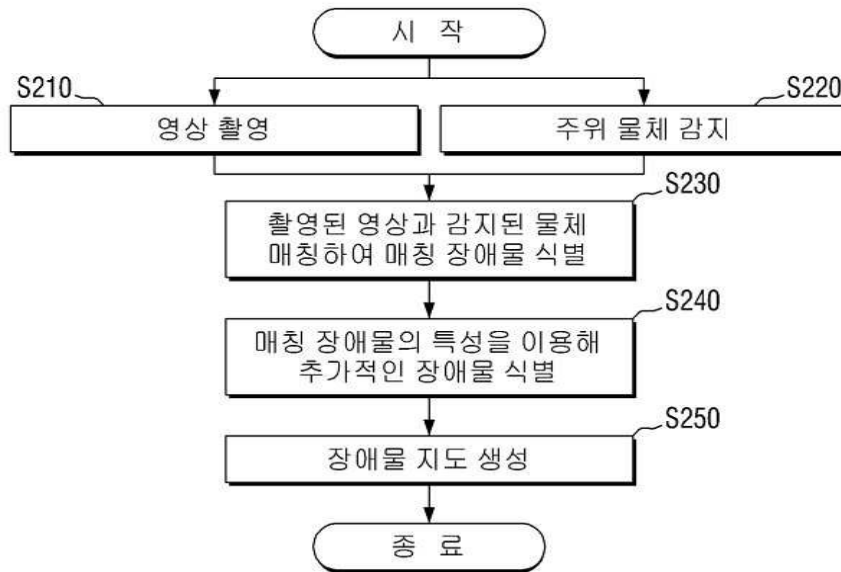 시 작
S210
S220
영상 촬영
주위 물체 감지
S230
촬영된 영상과 감지된 물체
매칭하여 매칭 장애물 식별
S240
매칭 장애물의 특성을 이용해
추가적인 장애물 식별
S250
장애물 지도 생성
종 료